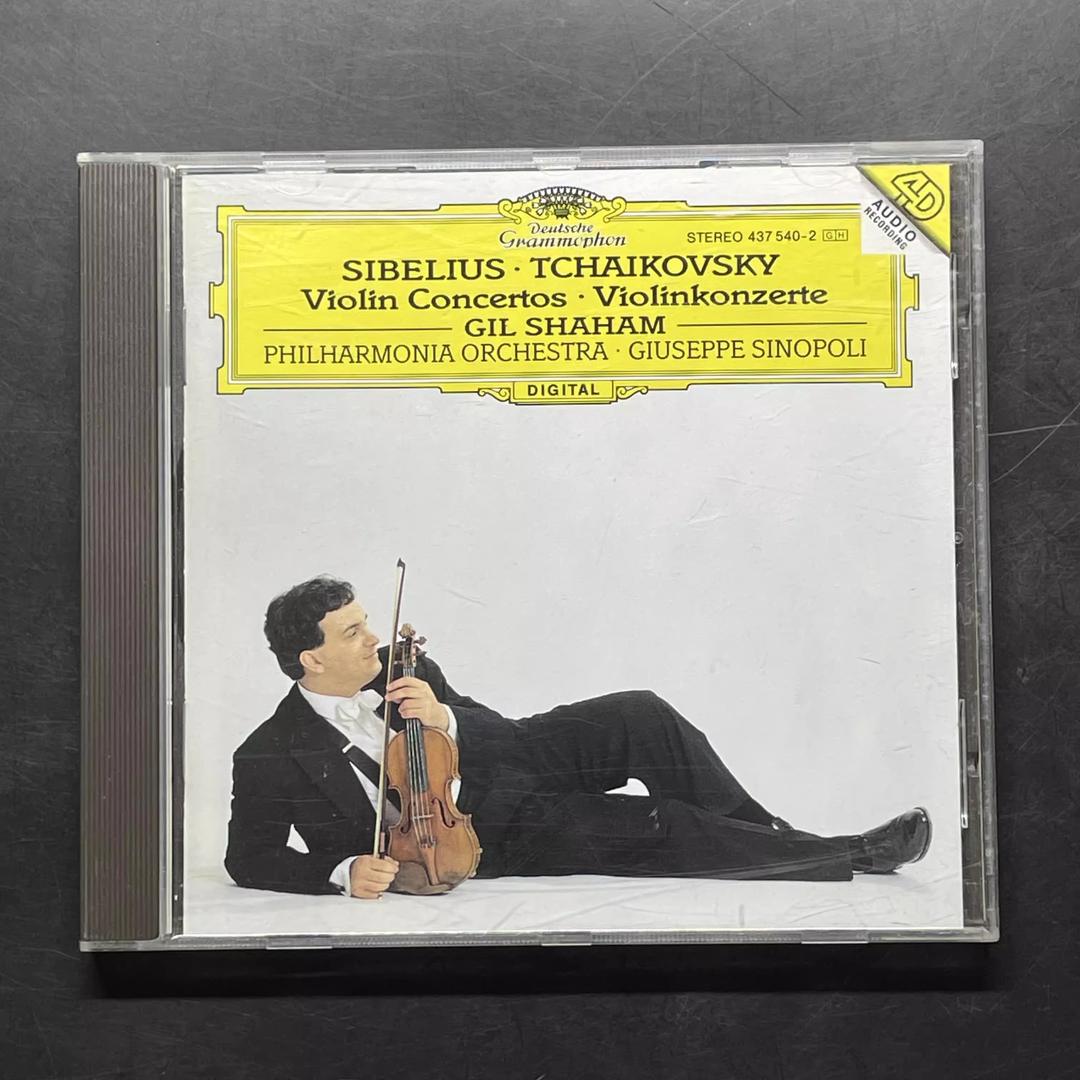 Deutsche
Grammophon
STEREO 437 540-2 GH
4D
AUDIO
RECORDING
SIBELIUS · TCHAIKOVSKY
Violin Concertos · Violinkonzerte
GIL SHAHAM
PHILHARMONIA ORCHESTRA · GIUSEPPE SINOPOLI
DIGITAL